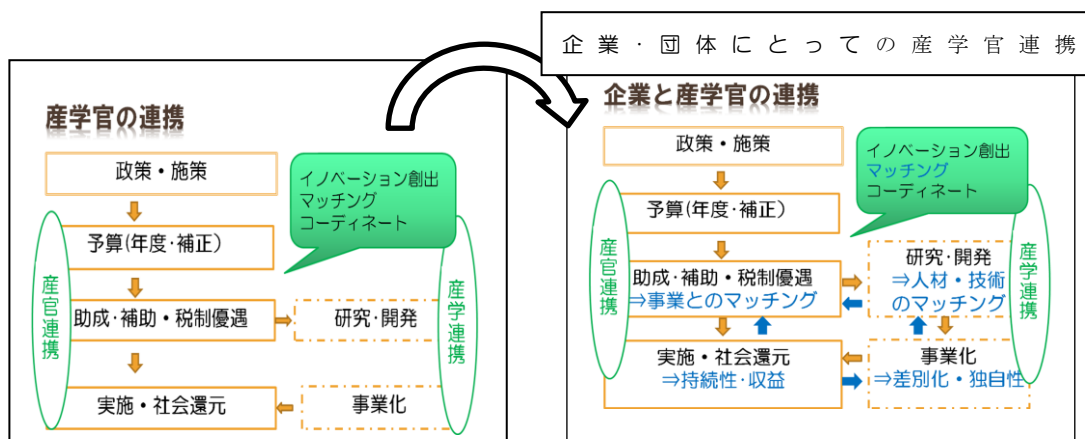 企業・団体にとっての産学官連携
産学官の連携
政策・施策
イノベーション創出
マッチング
コーディネート
予算(年度・補正）
産官連携
産学連携
助成・補助・税制優遇
研究・開発
実施・社会還元
事業化
企業と産学官の連携
政策・施策
イノベーション創出
マッチング
コーディネート
予算(年度・補正)
産官連携
産学連携
助成・補助・税制優遇
⇒事業とのマッチング
研究・開発
⇒人材・技術
のマッチング
実施・社会還元
⇒持続性・収益
事業化
⇒差別化・独自性